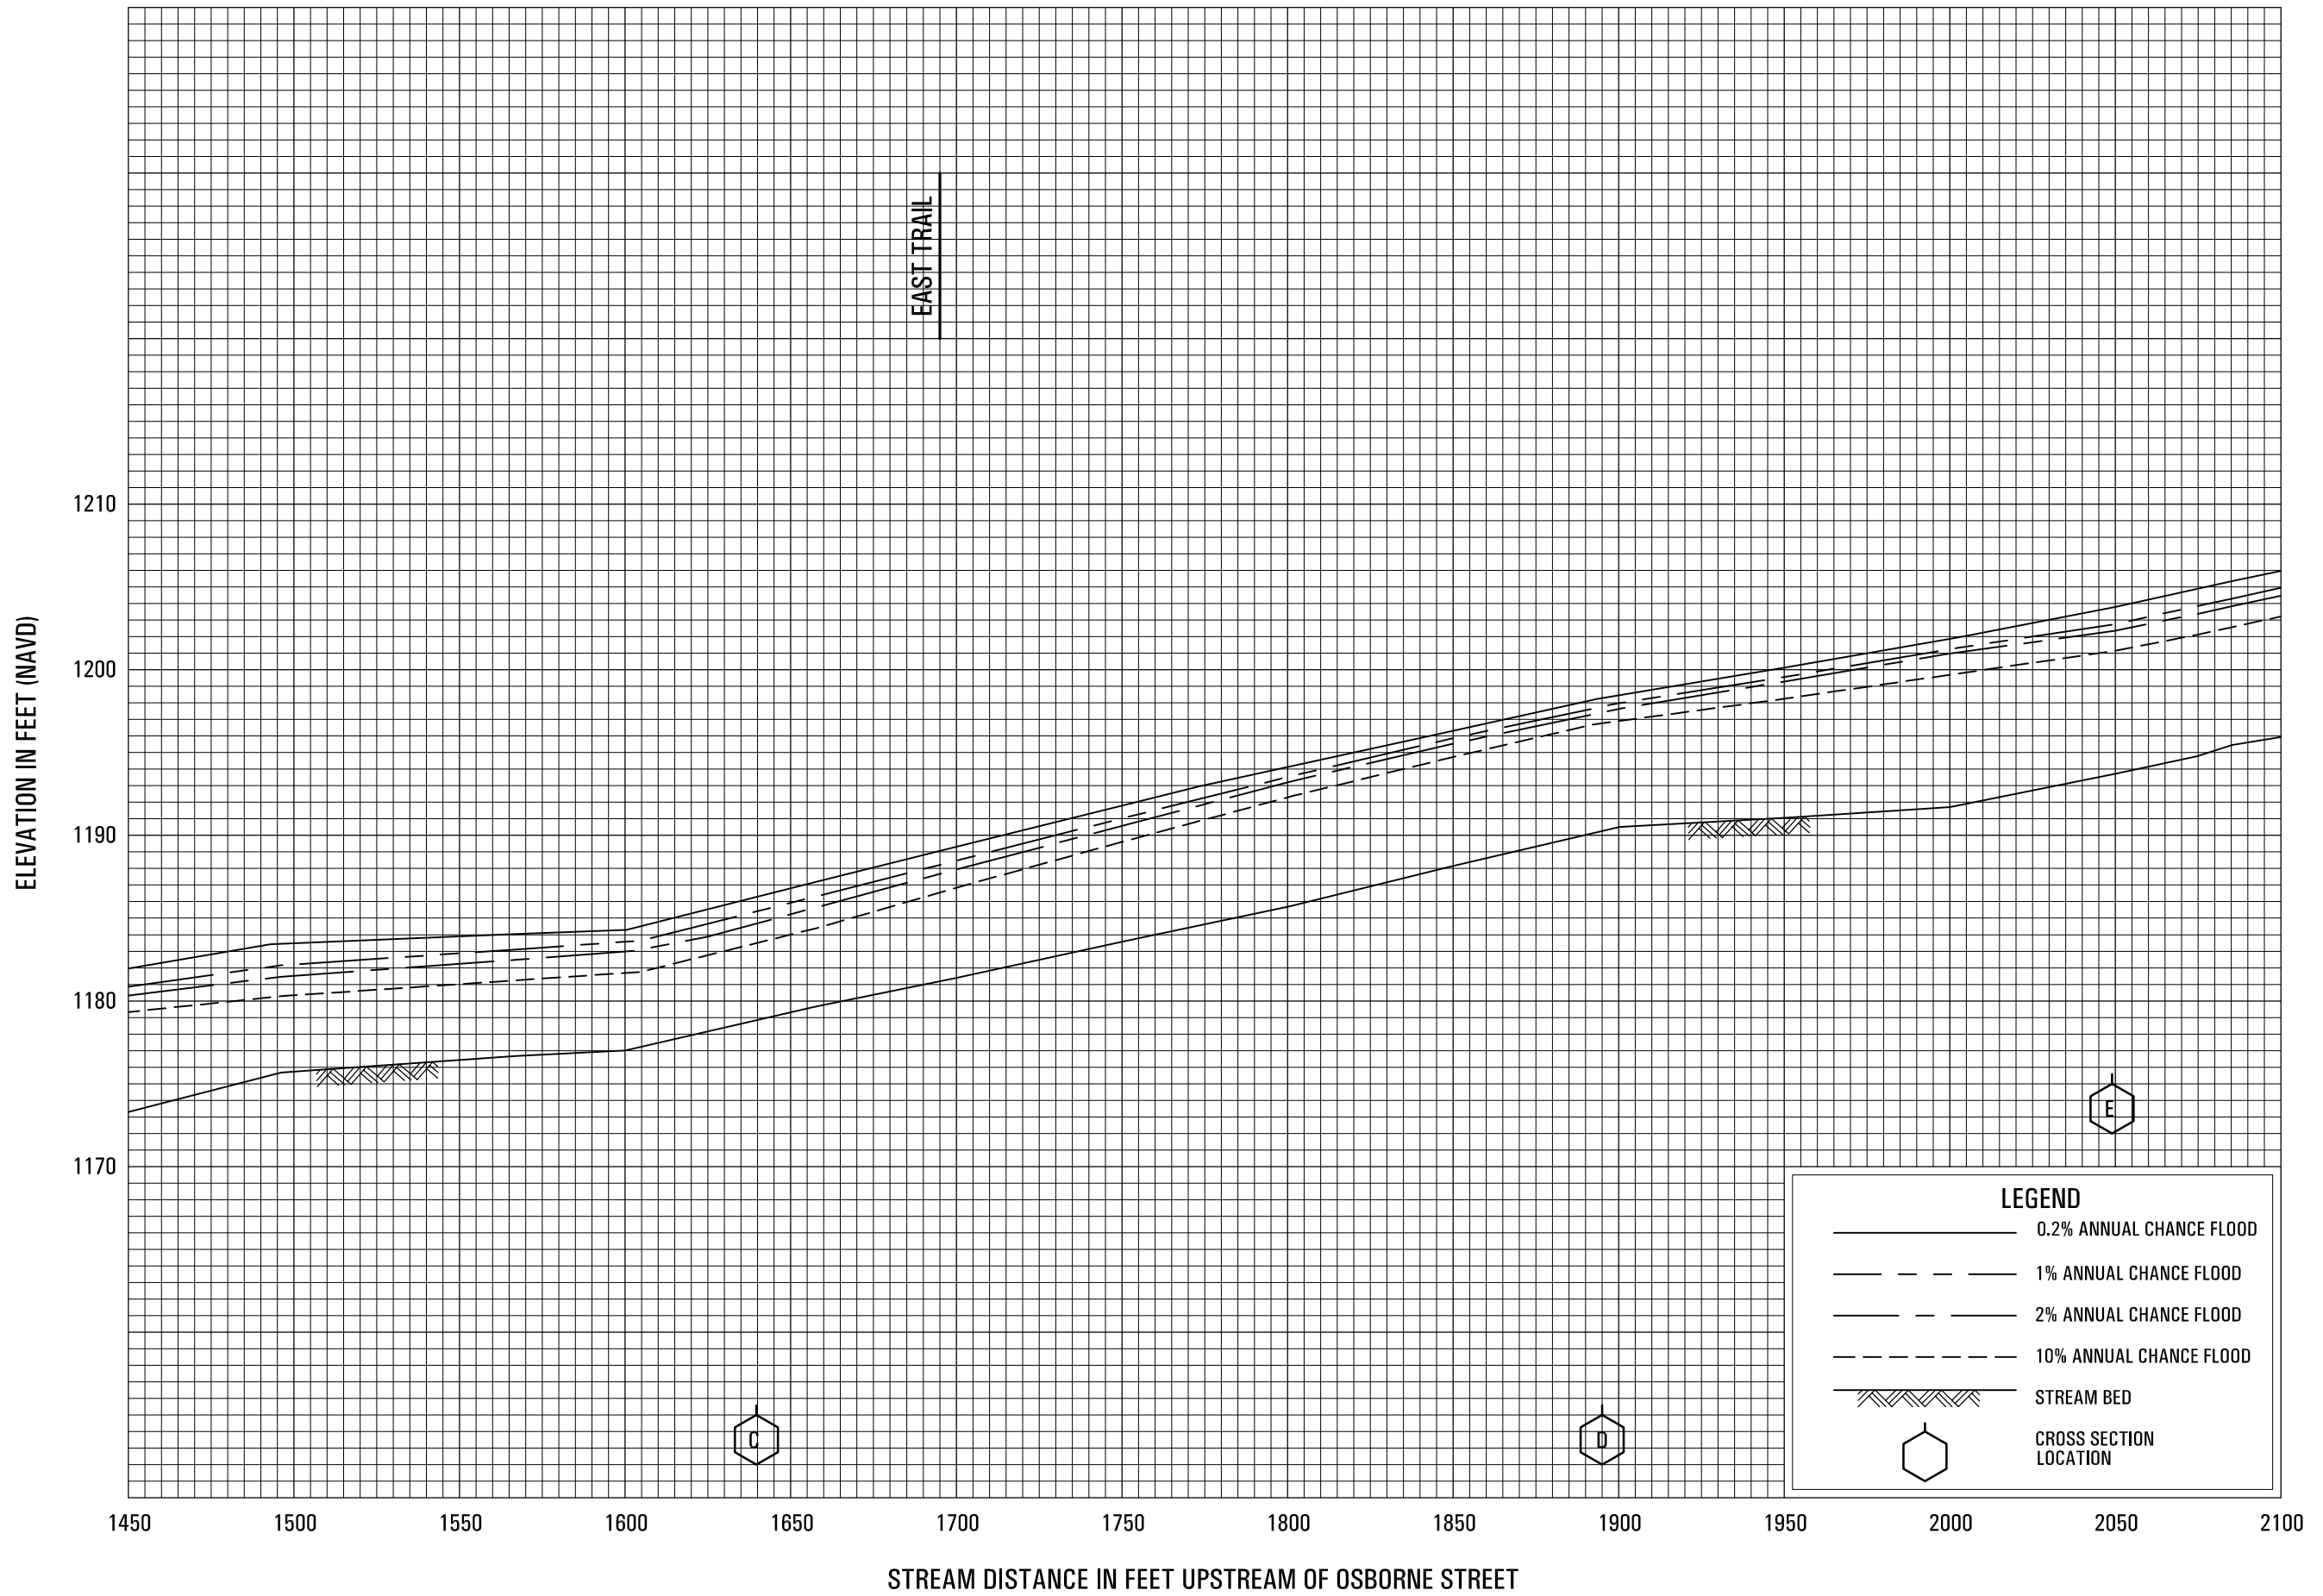 EAST TRAIL
ELEVATION IN FEET (NAVD)
1210
1200
1190
1180
1170
C
D
E
LEGEND
0.2% ANNUAL CHANCE FLOOD
1% ANNUAL CHANCE FLOOD
2% ANNUAL CHANCE FLOOD
10% ANNUAL CHANCE FLOOD
STREAM BED
CROSS SECTION
LOCATION
1450 1500 1550 1600 1650 1700 1750 1800 1850 1900 1950 2000 2050 2100
STREAM DISTANCE IN FEET UPSTREAM OF OSBORNE STREET